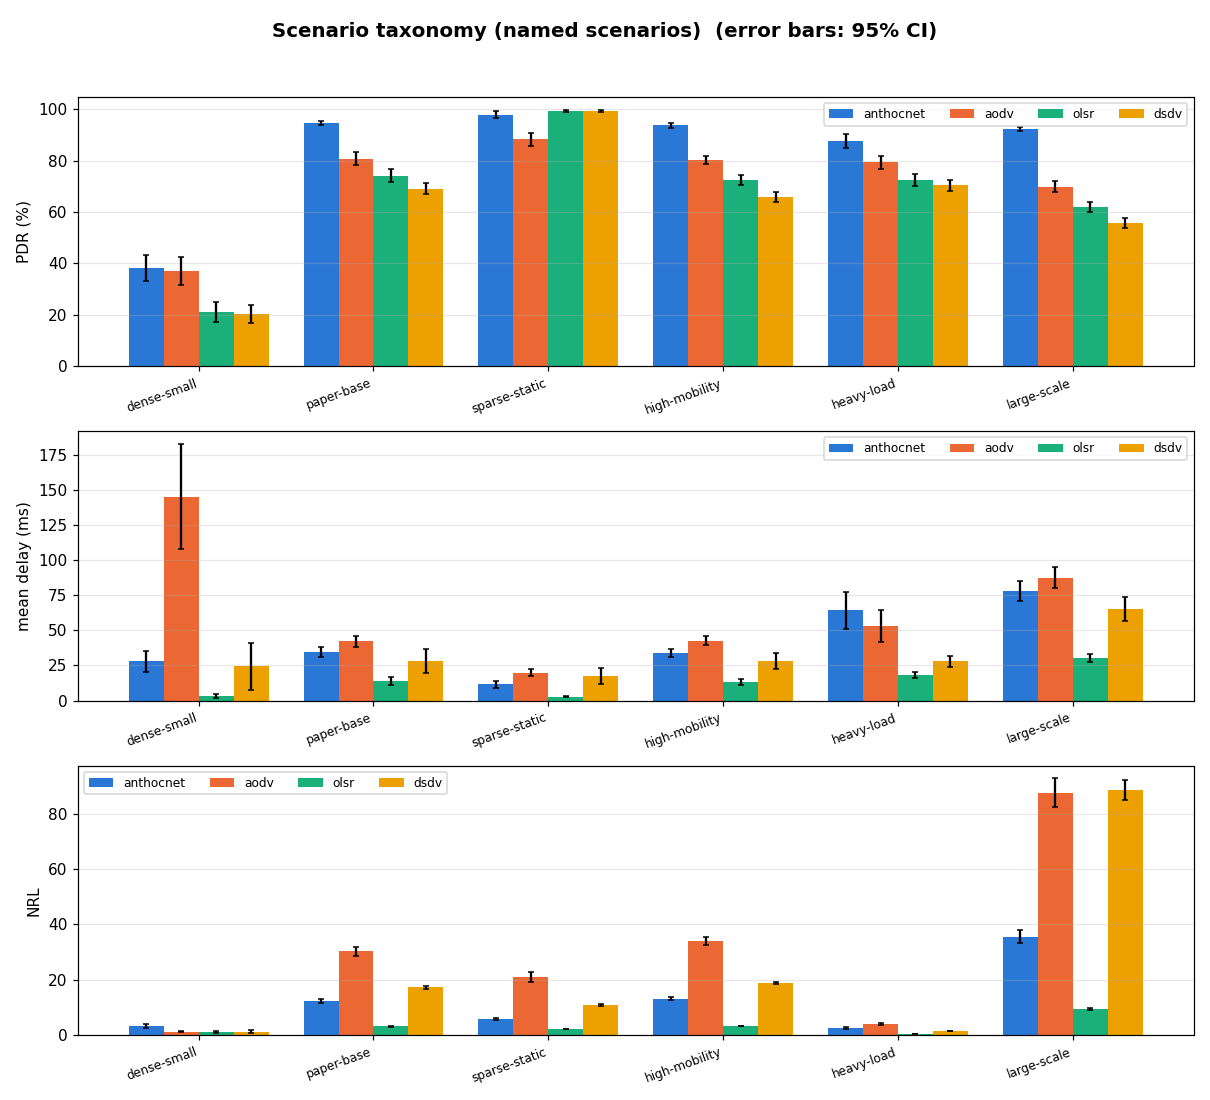 Scenario taxonomy (named scenarios)  (error bars: 95% CI)
anthocnet aodv olsr dsdv
PDR (%)
100
80
60
40
20
0
dense-small paper-base sparse-static high-mobility heavy-load large-scale
anthocnet aodv olsr dsdv
mean delay (ms)
175
150
125
100
75
50
25
0
dense-small paper-base sparse-static high-mobility heavy-load large-scale
anthocnet aodv olsr dsdv
NRL
80
60
40
20
0
dense-small paper-base sparse-static high-mobility heavy-load large-scale